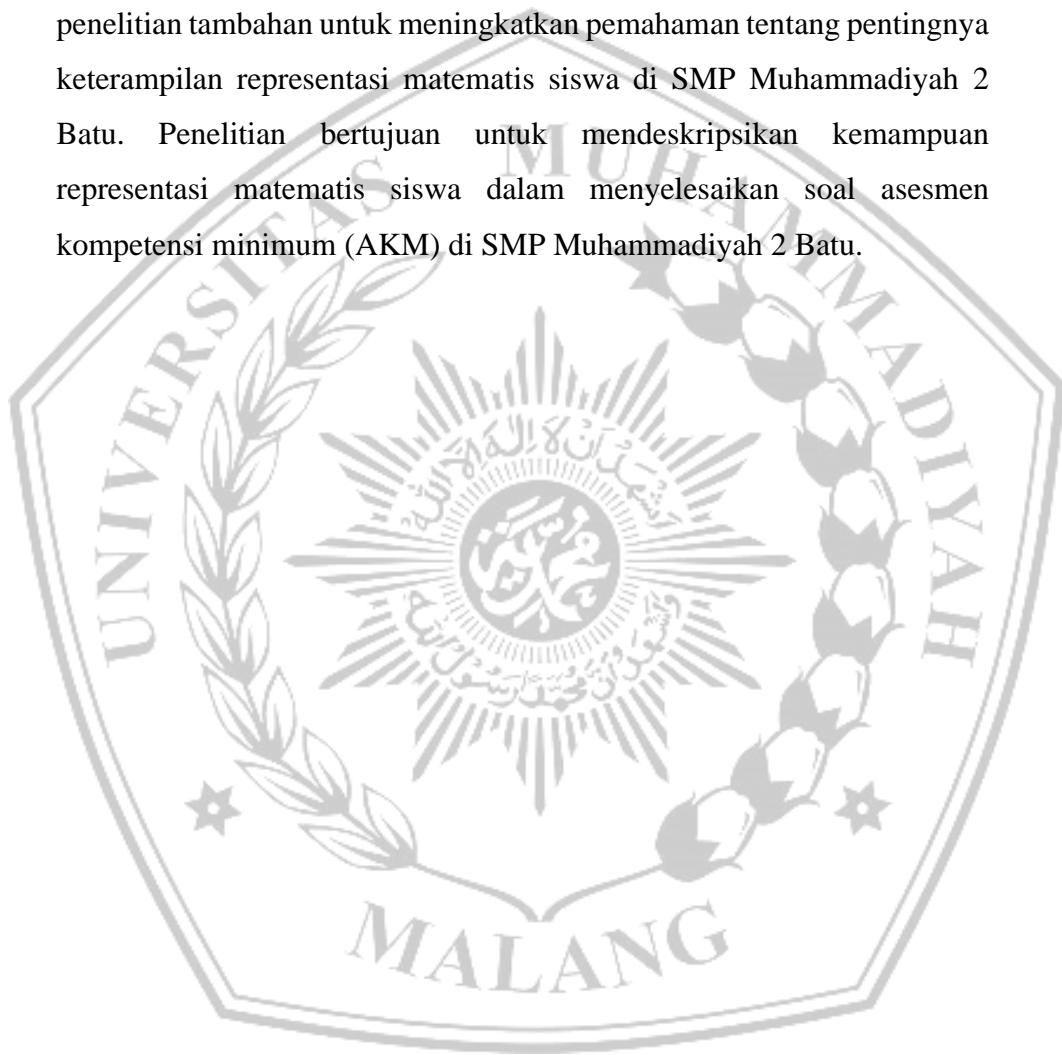 penelitian tambahan untuk meningkatkan pemahaman tentang pentingnya
keterampilan representasi matematis siswa di SMP Muhammadiyah 2
Batu. Penelitian bertujuan untuk mendeskripsikan kemampuan
representasi matematis siswa dalam menyelesaikan soal asesmen
kompetensi minimum (AKM) di SMP Muhammadiyah 2 Batu.
UNIVERSITAS MUHAMMADIYAH
MALANG